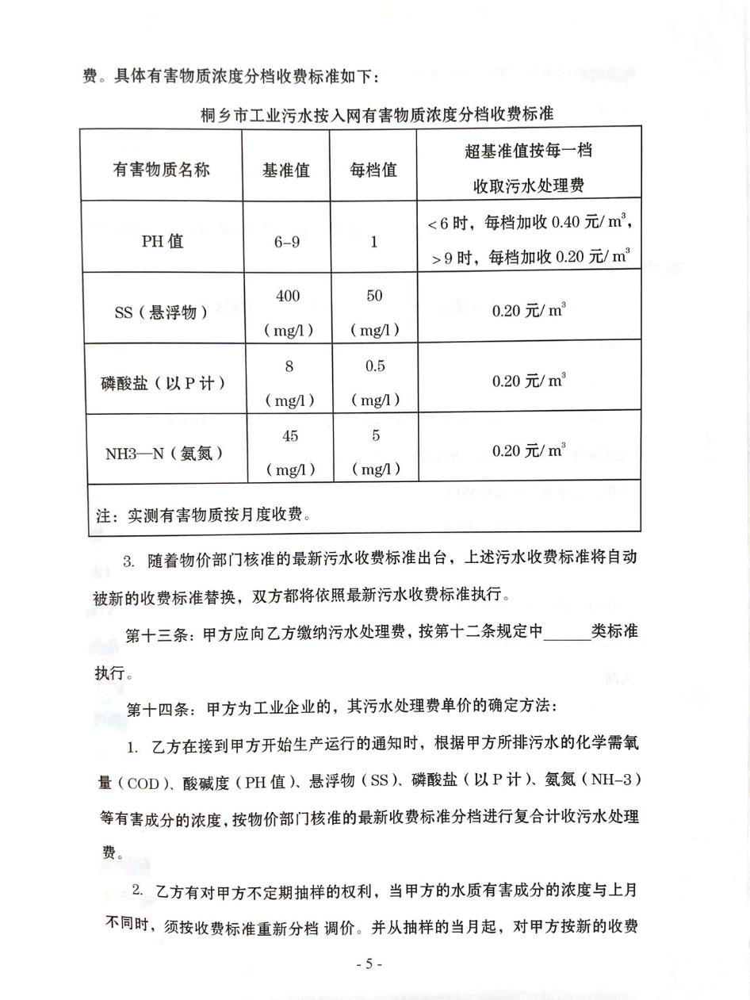 费。具体有害物质浓度分档收费标准如下：
桐乡市工业污水按入网有害物质浓度分档收费标准
有害物质名称
基准值
每档值
超基准值按每一档
收取污水处理费
PH 值
6-9
1
＜6 时，每档加收 0.40 元/ m³，
＞9 时，每档加收 0.20 元/ m³
SS（悬浮物）
400
（mg/l）
50
（mg/l）
0.20 元/ m³
磷酸盐（以 P 计）
8
（mg/l）
0.5
（mg/l）
0.20 元/ m³
NH3—N（氨氮）
45
（mg/l）
5
（mg/l）
0.20 元/ m³
注：实测有害物质按月度收费。
3. 随着物价部门核准的最新污水收费标准出台，上述污水收费标准将自动
被新的收费标准替换，双方都将依照最新污水收费标准执行。
第十三条：甲方应向乙方缴纳污水处理费，按第十二条规定中______类标准
执行。
第十四条：甲方为工业企业的，其污水处理费单价的确定方法：
1. 乙方在接到甲方开始生产运行的通知时，根据甲方所排污水的化学需氧
量（COD）、酸碱度（PH 值）、悬浮物（SS）、磷酸盐（以 P 计）、氨氮（NH-3）
等有害成分的浓度，按物价部门核准的最新收费标准分档进行复合计收污水处理
费。
2. 乙方有对甲方不定期抽样的权利，当甲方的水质有害成分的浓度与上月
不同时，须按收费标准重新分档 调价。并从抽样的当月起，对甲方按新的收费
- 5 -